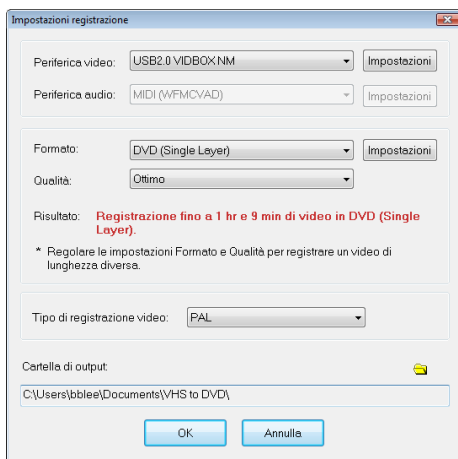 Impostazioni registrazione
Periferica video: USB2.0 VIDBOX NM Impostazioni
Periferica audio: MIDI (WFMCVAD) Impostazioni
Formato: DVD (Single Layer) Impostazioni
Qualità: Ottimo
Risultato: Registrazione fino a 1 hr e 9 min di video in DVD (Single
Layer).
* Regolare le impostazioni Formato e Qualità per registrare un video di
lunghezza diversa.
Tipo di registrazione video: PAL
Cartella di output:
C:\Users\bblee\Documents\VHS to DVD\
OK Annulla